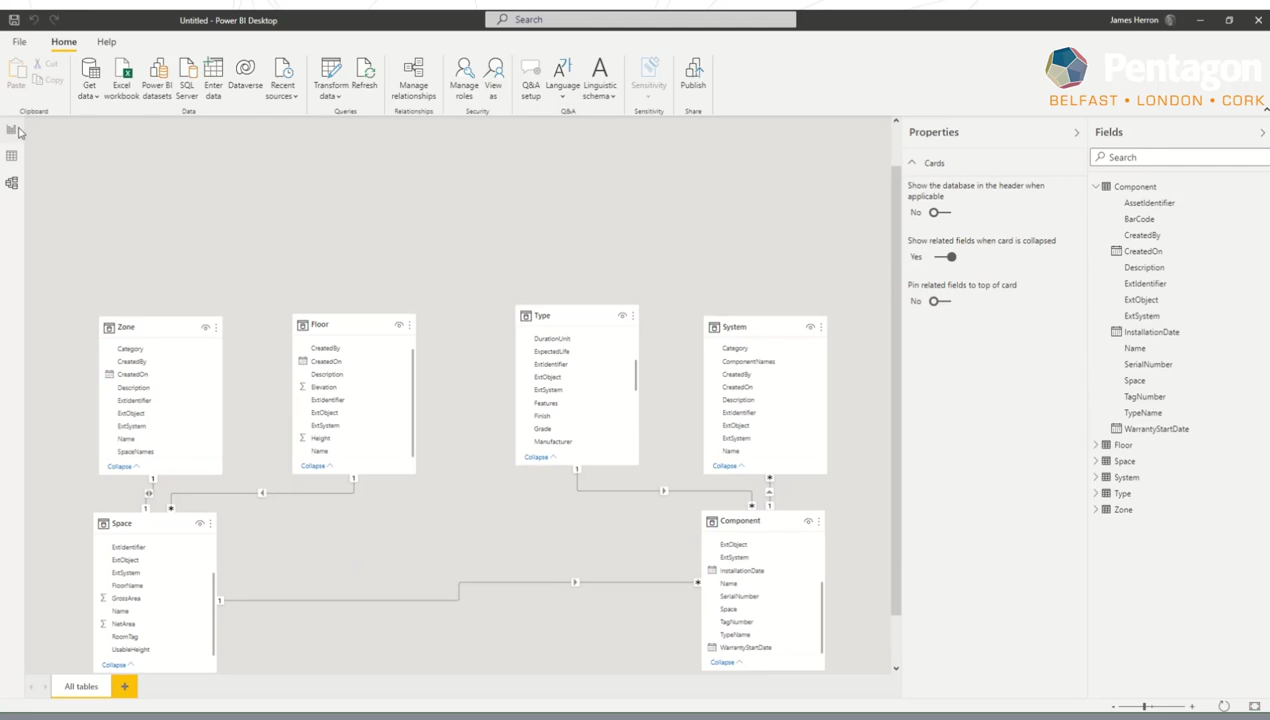 Untitled - Power BI Desktop
Search
James Herron
File
Home
Help
Paste
Cut
Copy
Clipboard
Get data
Excel workbook
Power BI datasets
SQL Server
Enter data
Dataverse
Recent sources
Data
Transform data
Refresh
Queries
Manage relationships
Relationships
Manage roles
View as
Security
Q&A setup
Language
Linguistic schema
Q&A
Sensitivity
Sensitivity
Publish
Share
Pentagon
BELFAST • LONDON • CORK
Zone
Category
CreatedBy
CreatedOn
Description
ExtIdentifier
ExtObject
ExtSystem
Name
SpaceNames
Collapse
Floor
CreatedBy
CreatedOn
Description
Elevation
ExtIdentifier
ExtObject
ExtSystem
Height
Name
Collapse
Type
DurationUnit
ExpectedLife
ExtIdentifier
ExtObject
ExtSystem
Features
Finish
Grade
Manufacturer
Collapse
System
Category
ComponentNames
CreatedBy
CreatedOn
Description
ExtIdentifier
ExtObject
ExtSystem
Name
Collapse
1
1
*
1
1
*
*
1
Space
ExtIdentifier
ExtObject
ExtSystem
FloorName
GrossArea
Name
NetArea
RoomTag
UsableHeight
Collapse
1
*
Component
ExtObject
ExtSystem
InstallationDate
Name
SerialNumber
Space
TagNumber
TypeName
WarrantyStartDate
Collapse
All tables
Properties
Cards
Show the database in the header when
applicable
No
Show related fields when card is collapsed
Yes
Pin related fields to top of card
No
Fields
Search
Component
AssetIdentifier
BarCode
CreatedBy
CreatedOn
Description
ExtIdentifier
ExtObject
ExtSystem
InstallationDate
Name
SerialNumber
Space
TagNumber
TypeName
WarrantyStartDate
Floor
Space
System
Type
Zone